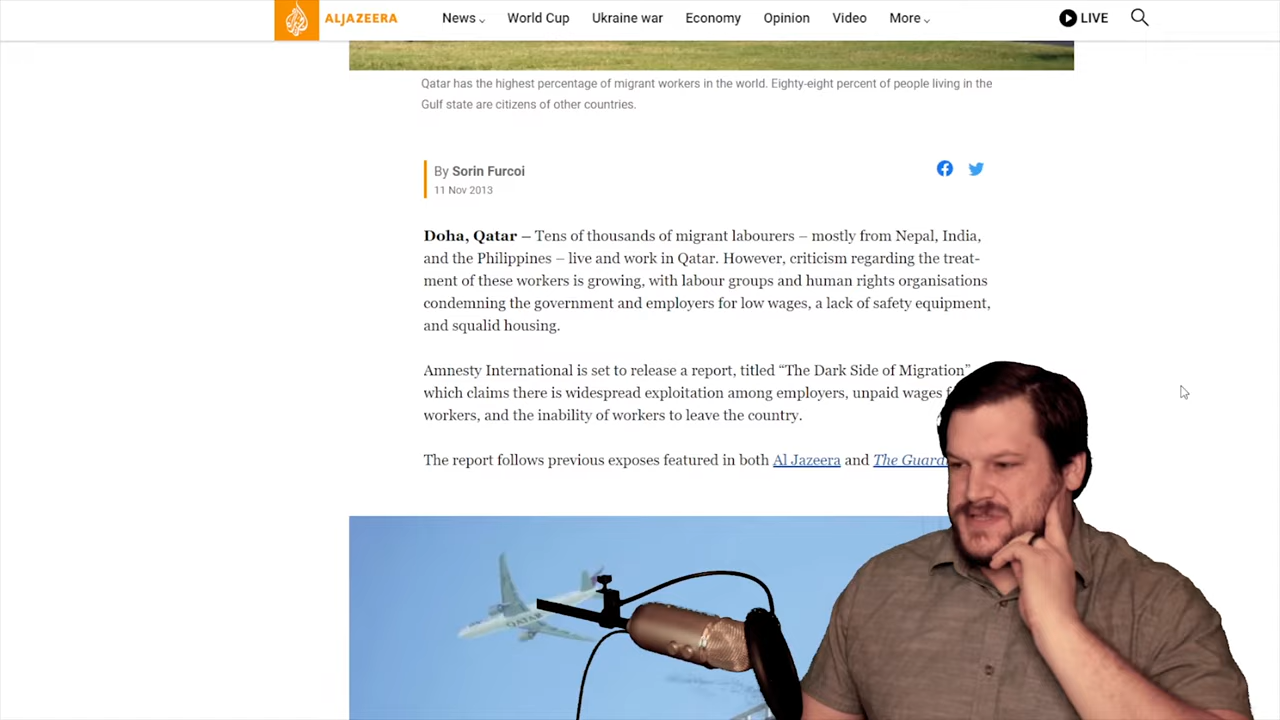 ALJAZEERA
News
World Cup
Ukraine war
Economy
Opinion
Video
More
LIVE
Qatar has the highest percentage of migrant workers in the world. Eighty-eight percent of people living in the
Gulf state are citizens of other countries.
By Sorin Furcoi
11 Nov 2013
Doha, Qatar – Tens of thousands of migrant labourers – mostly from Nepal, India,
and the Philippines – live and work in Qatar. However, criticism regarding the treat-
ment of these workers is growing, with labour groups and human rights organisations
condemning the government and employers for low wages, a lack of safety equipment,
and squalid housing.
Amnesty International is set to release a report, titled “The Dark Side of Migration”
which claims there is widespread exploitation among employers, unpaid wages
workers, and the inability of workers to leave the country.
The report follows previous exposes featured in both Al Jazeera and The
QATAR